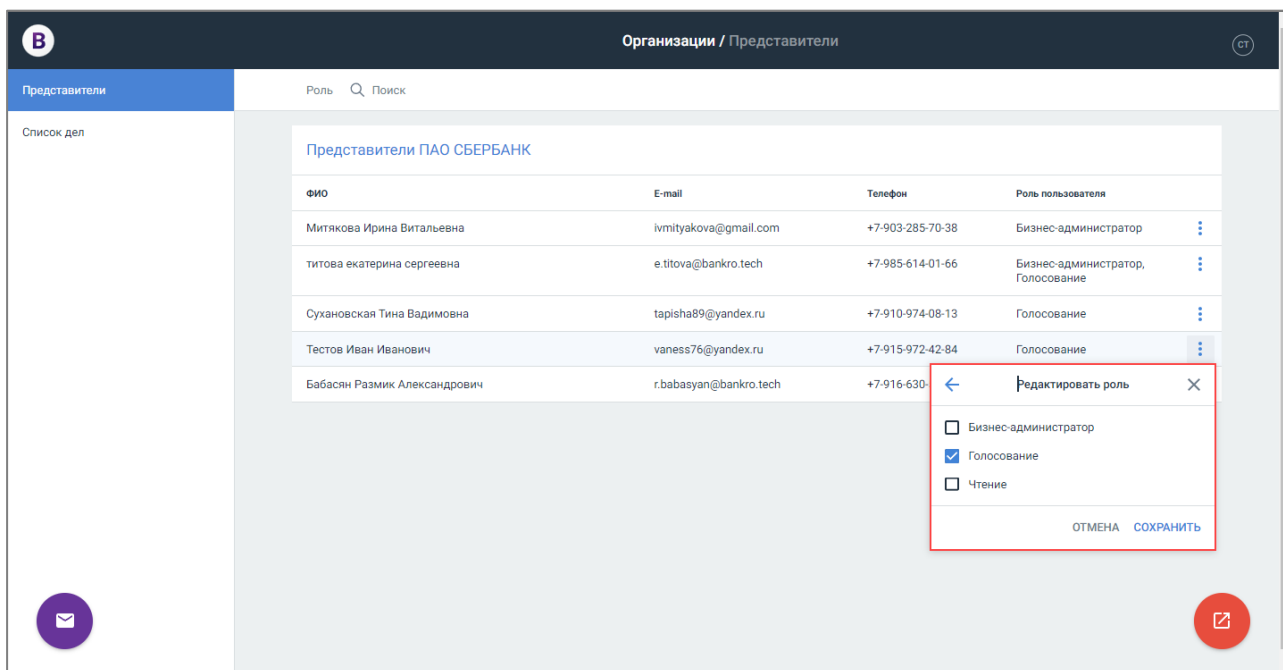 B
Организации / Представители
СТ
Представители
Список дел
Роль Поиск
Представители ПАО СБЕРБАНК
ФИО E-mail Телефон Роль пользователя
Митякова Ирина Витальевна ivmityakova@gmail.com +7-903-285-70-38 Бизнес-администратор
титова екатерина сергеевна e.titova@bankro.tech +7-985-614-01-66 Бизнес-администратор,
Голосование
Сухановская Тина Вадимовна tapisha89@yandex.ru +7-910-974-08-13 Голосование
Тестов Иван Иванович vaness76@yandex.ru +7-915-972-42-84 Голосование
Бабасян Размик Александрович r.babasyan@bankro.tech +7-916-630-
Редактировать роль
Бизнес-администратор
Голосование
Чтение
ОТМЕНА СОХРАНИТЬ